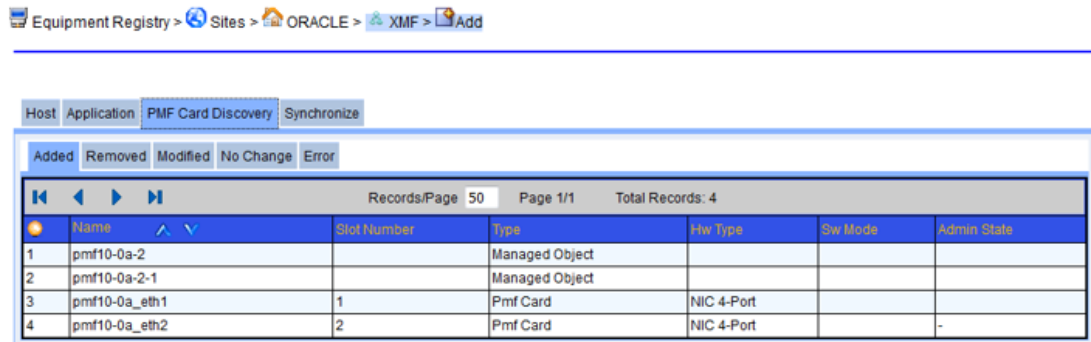 Equipment Registry > Sites > ORACLE > XMF > Add
Host Application PMF Card Discovery Synchronize
Added Removed Modified No Change Error
Records/Page 50 Page 1/1 Total Records: 4
Name Slot Number Type Hw Type Sw Mode Admin State
1 pmf10-0a-2 Managed Object
2 pmf10-0a-2-1 Managed Object
3 pmf10-0a_eth1 1 Pmf Card NIC 4-Port
4 pmf10-0a_eth2 2 Pmf Card NIC 4-Port -